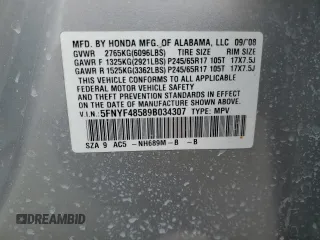 MFD. BY HONDA MFG. OF ALABAMA, LLC 09/08
GVWR 2765KG(6096LBS) TIRE SIZE RIM SIZE
GAWR F 1325KG(2921LBS) P245/65R17 105T 17X7.5J
GAWR R 1525KG(3362LBS) P245/65R17 105T 17X7.5J
THIS VEHICLE CONFORMS TO ALL APPLICABLE
FEDERAL MOTOR VEHICLE SAFETY STANDARDS
IN EFFECT ON THE DATE OF MANUFACTURE
SHOWN ABOVE.
V.I.N: 5FNYF48589B034307 TYPE: MPV
SZA 9 AC5 -NH689M-B -B
DREAMBID